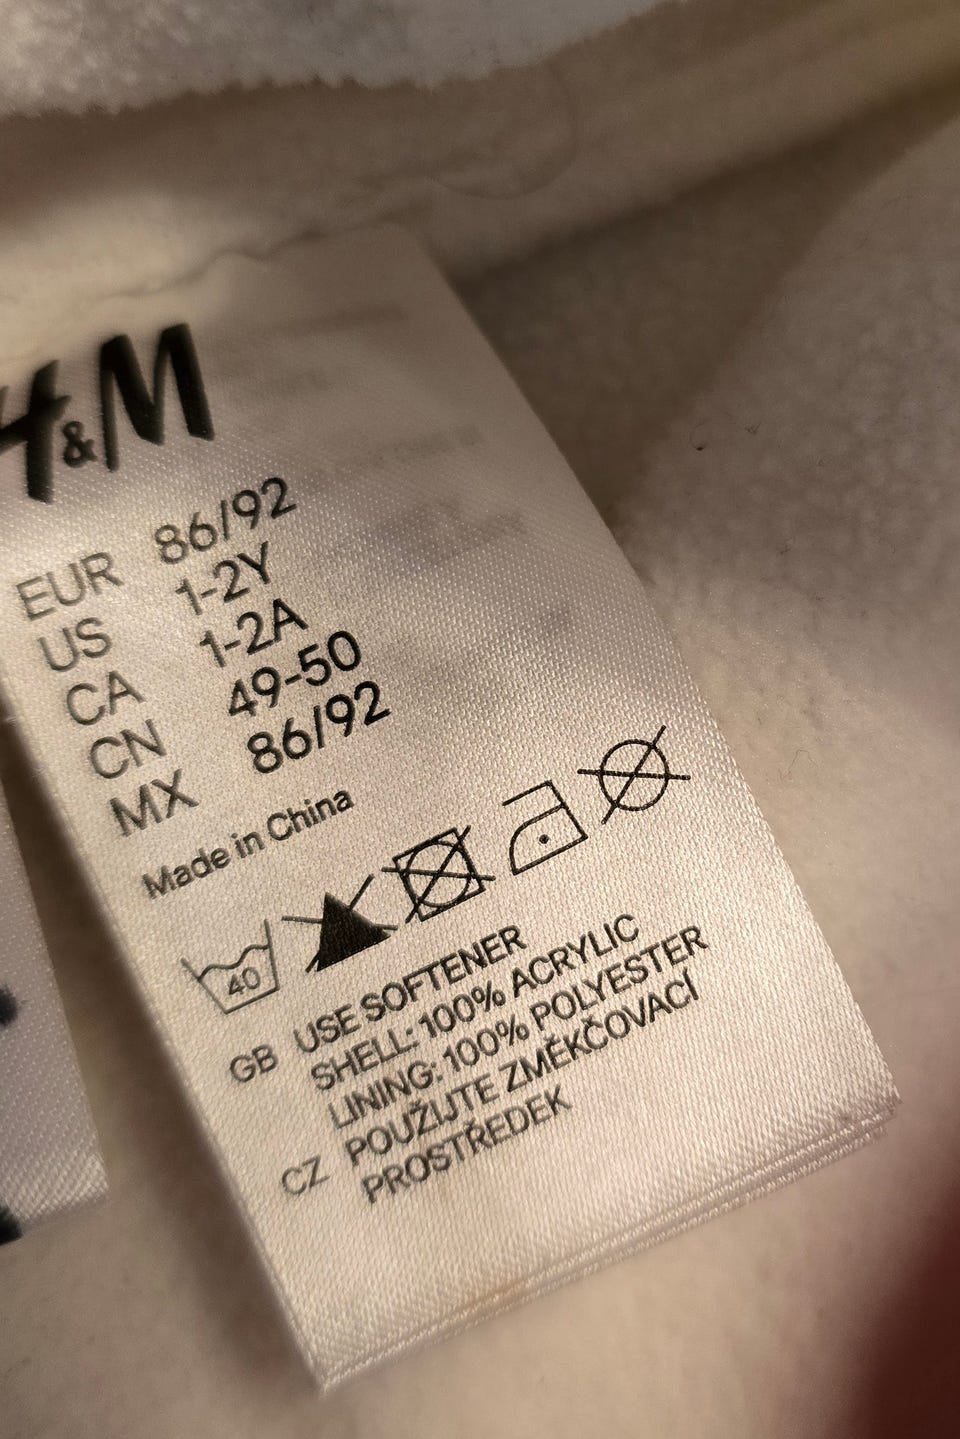 H&M
EUR 86/92
US 1-2Y
CA 1-2A
CN 49-50
MX 86/92
Made in China
40
GB USE SOFTENER
SHELL: 100% ACRYLIC
LINING: 100% POLYESTER
CZ POUŽIJTE ZMĚKČOVACÍ
PROSTŘEDEK